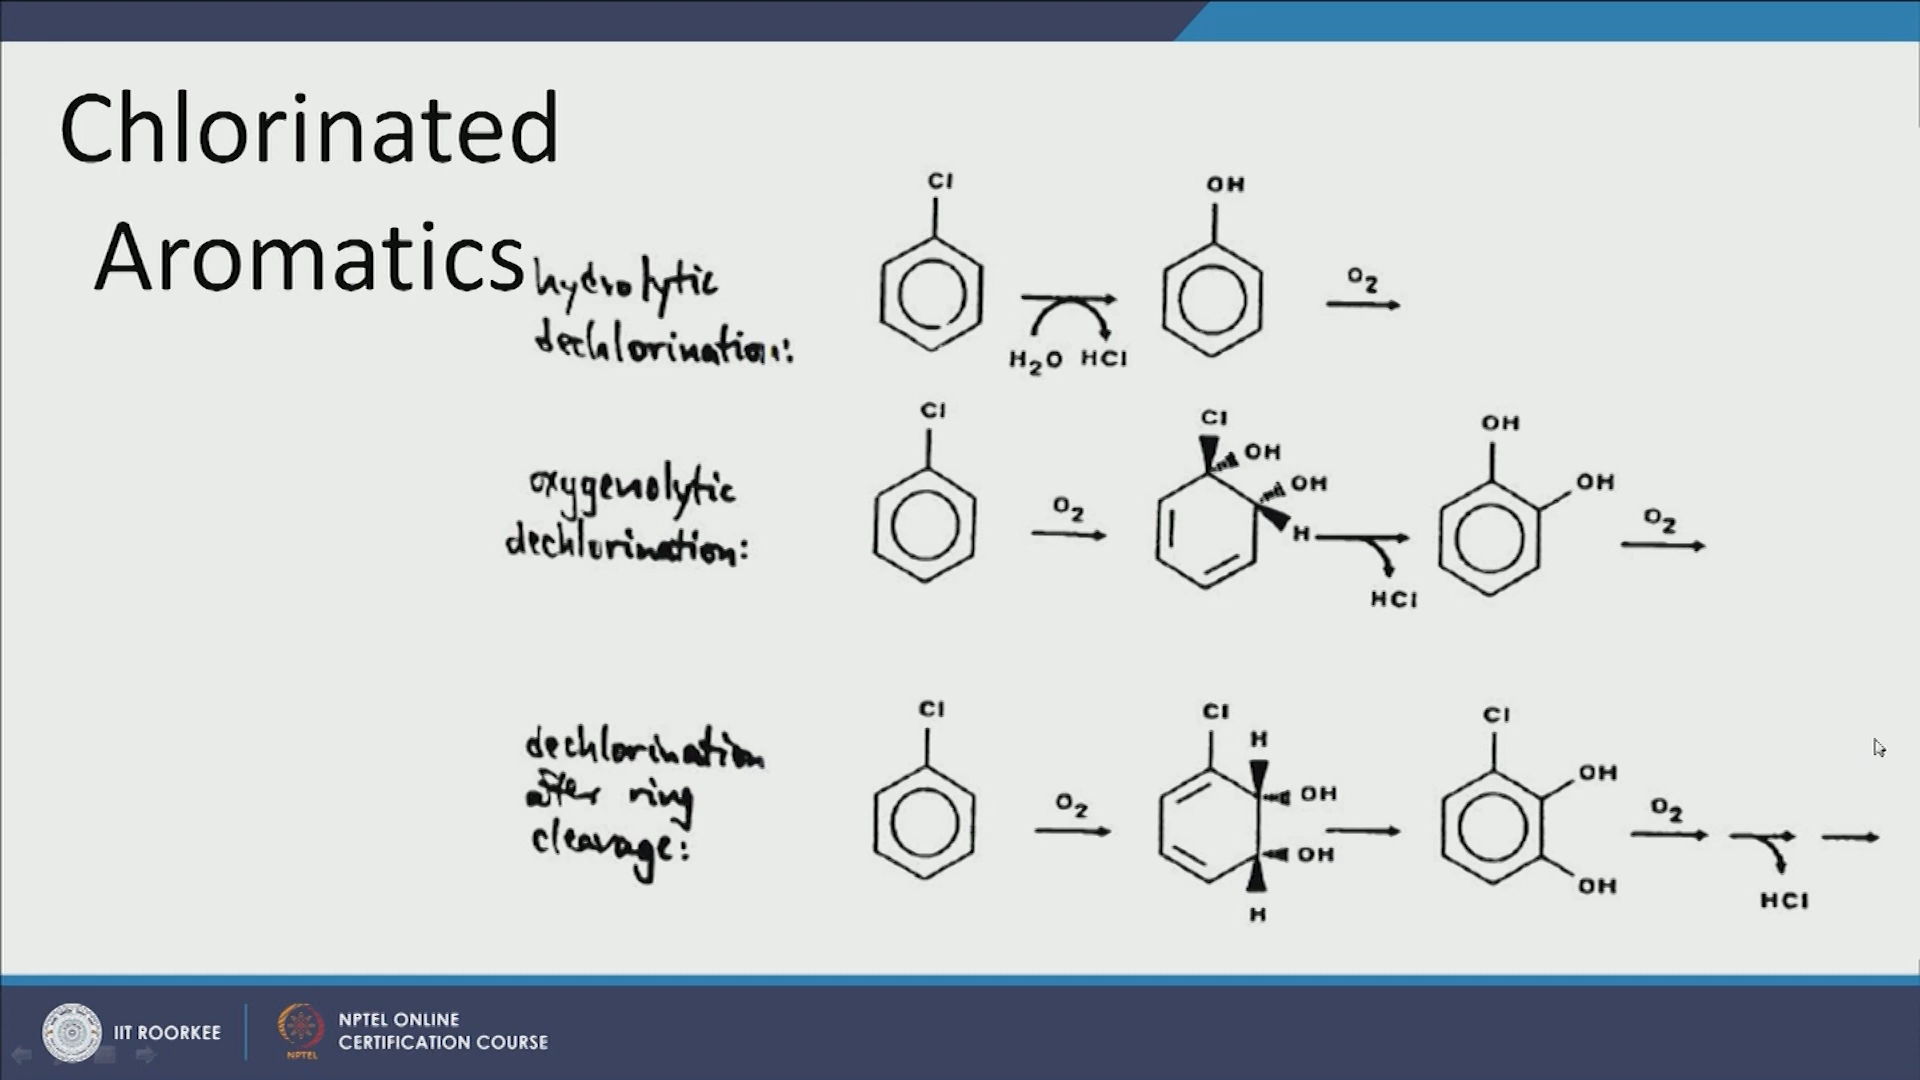 Chlorinated
Aromatics
hydrolytic
dechlorination:
Cl
H2O HCl
OH
O2
oxygenolytic
dechlorination:
Cl
O2
Cl
OH
OH
H
HCl
OH
OH
O2
dechlorination
after ring
cleavage:
Cl
O2
Cl
H
OH
OH
H
Cl
OH
OH
O2
HCl
IIT ROORKEE
NPTEL
NPTEL ONLINE
CERTIFICATION COURSE